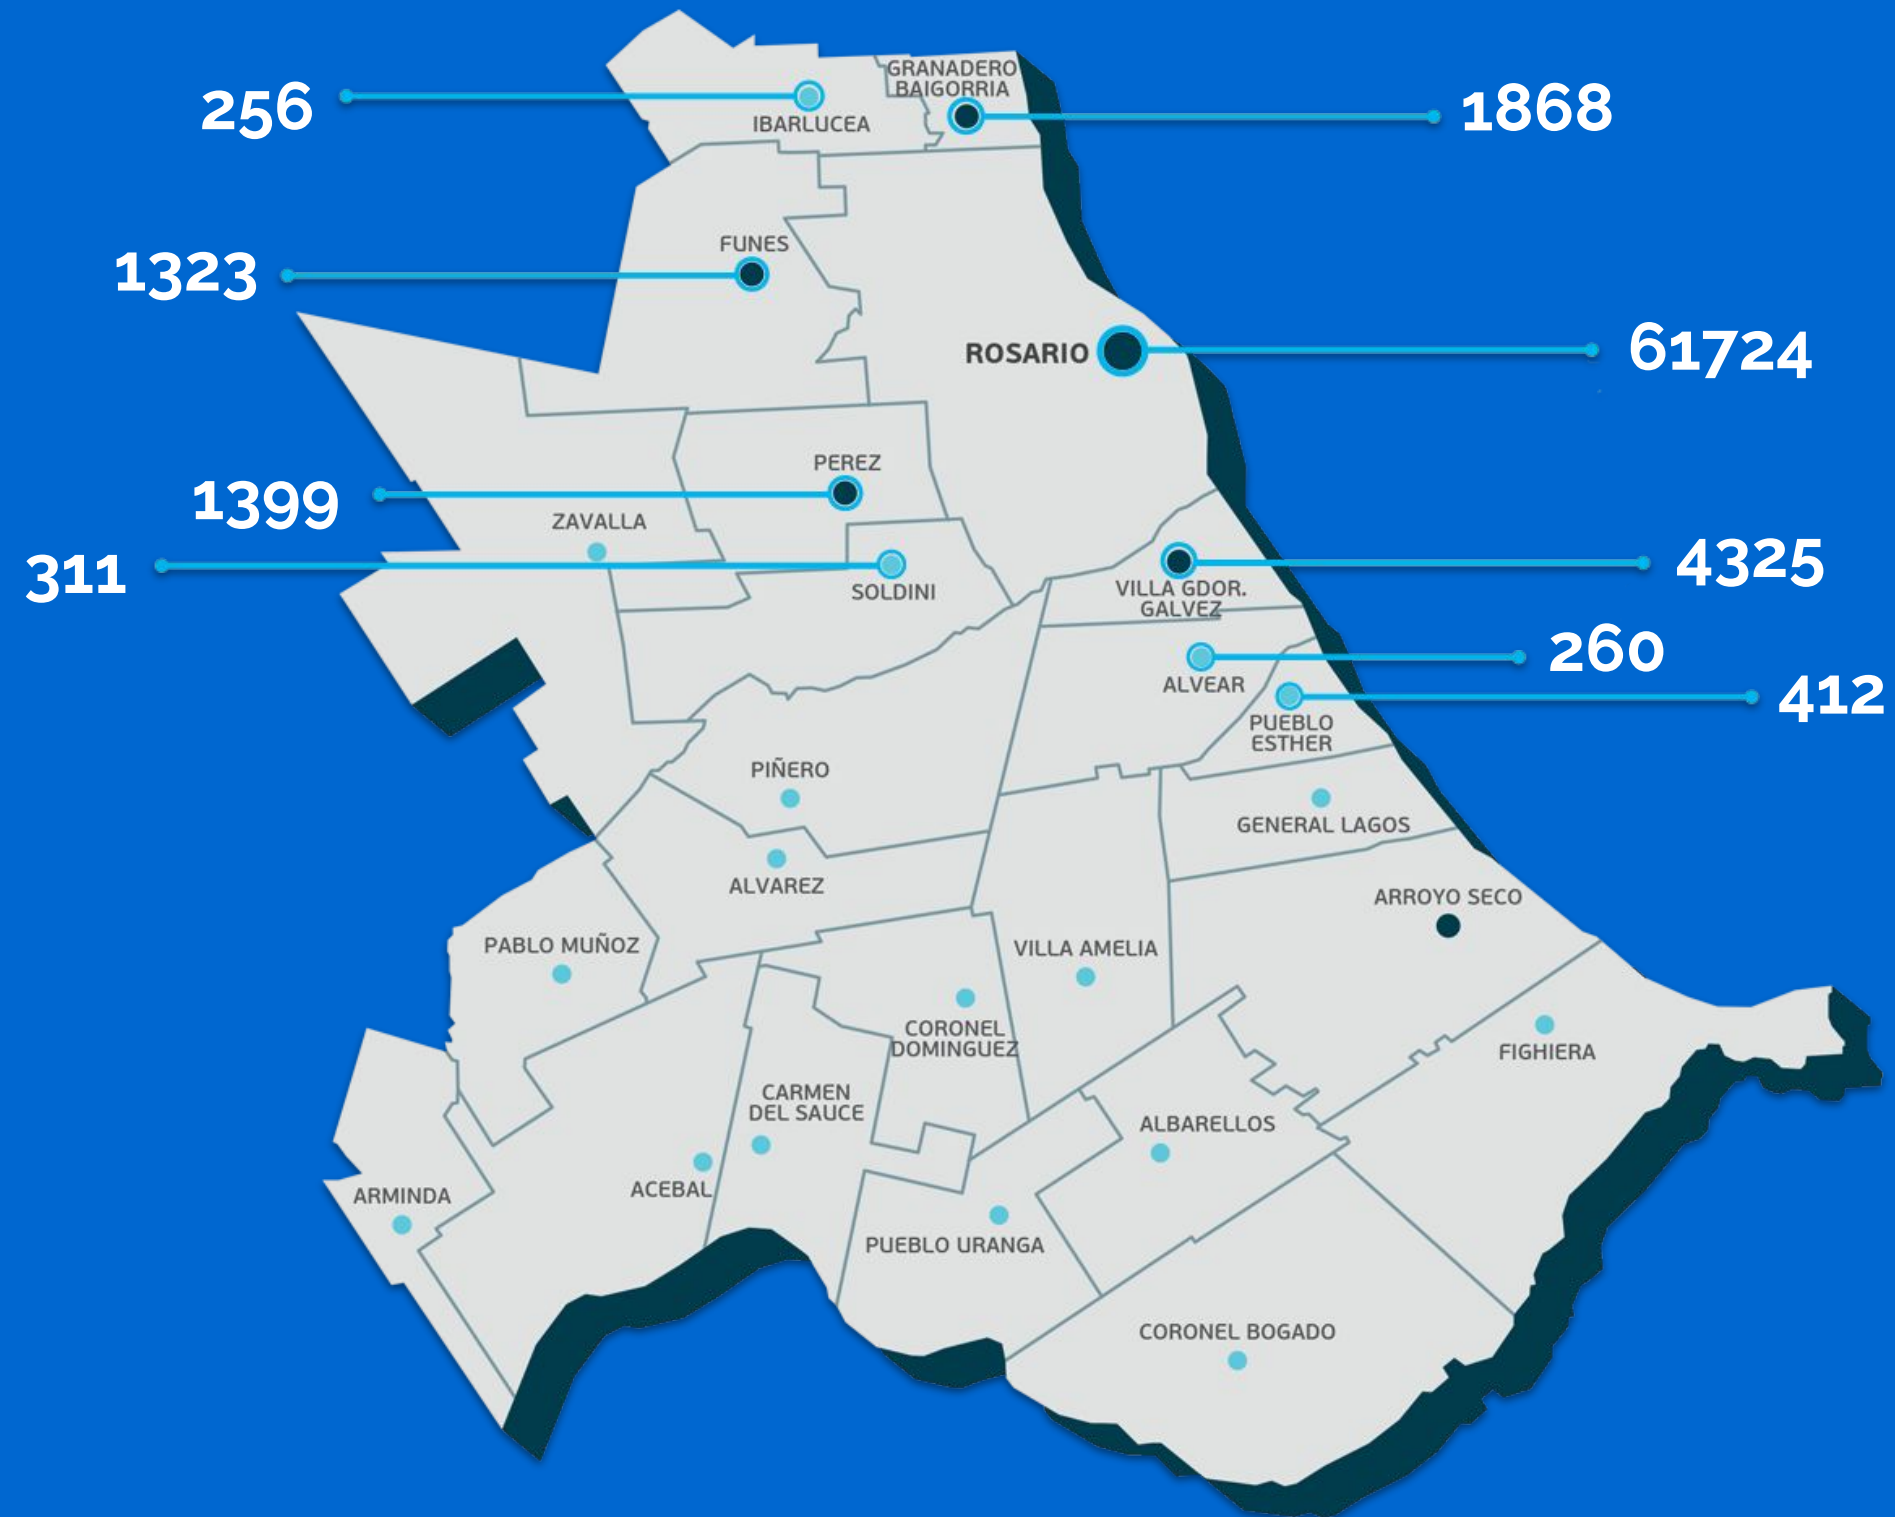 GRANADERO
BAIGORRIA
256
1868
IBARLUCEA
FUNES
1323
ROSARIO
61724
PEREZ
1399
ZAVALLA
4325
311
SOLDINI
VILLA GDOR.
GALVEZ
260
ALVEAR
412
PUEBLO
ESTHER
PIÑERO
GENERAL LAGOS
ALVAREZ
ARROYO SECO
PABLO MUÑOZ
VILLA AMELIA
CORONEL
DOMINGUEZ
FIGHIERA
CARMEN
DEL SAUCE
ALBARELLOS
ACEBAL
ARMINDA
PUEBLO URANGA
CORONEL BOGADO